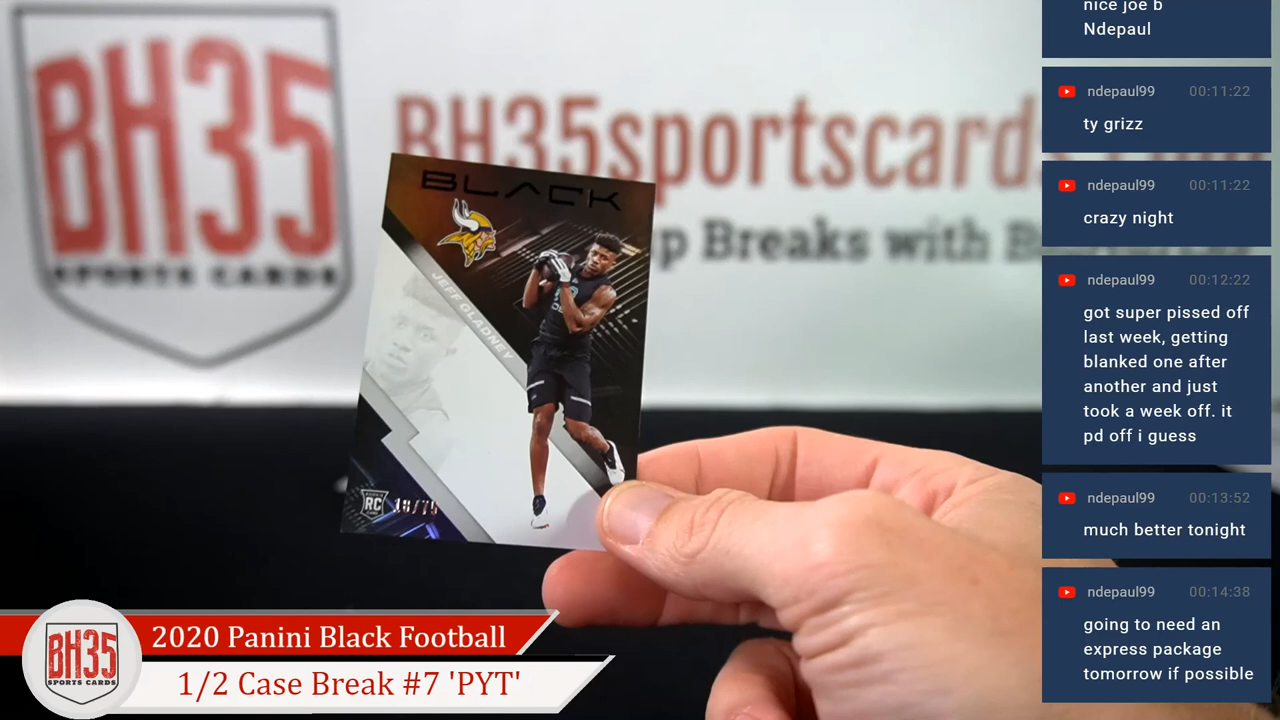 BH35
SPORTS CARDS
BH35sportscards
p Breaks with B
BLACK
JEFF GLADNEY
RC
2020 Panini Black Football
1/2 Case Break #7 'PYT'
BH35
SPORTS CARDS
nice joe b
Ndepaul
ndepaul99 00:11:22
ty grizz
ndepaul99 00:11:22
crazy night
ndepaul99 00:12:22
got super pissed off
last week, getting
blanked one after
another and just
took a week off. it
pd off i guess
ndepaul99 00:13:52
much better tonight
ndepaul99 00:14:38
going to need an
express package
tomorrow if possible